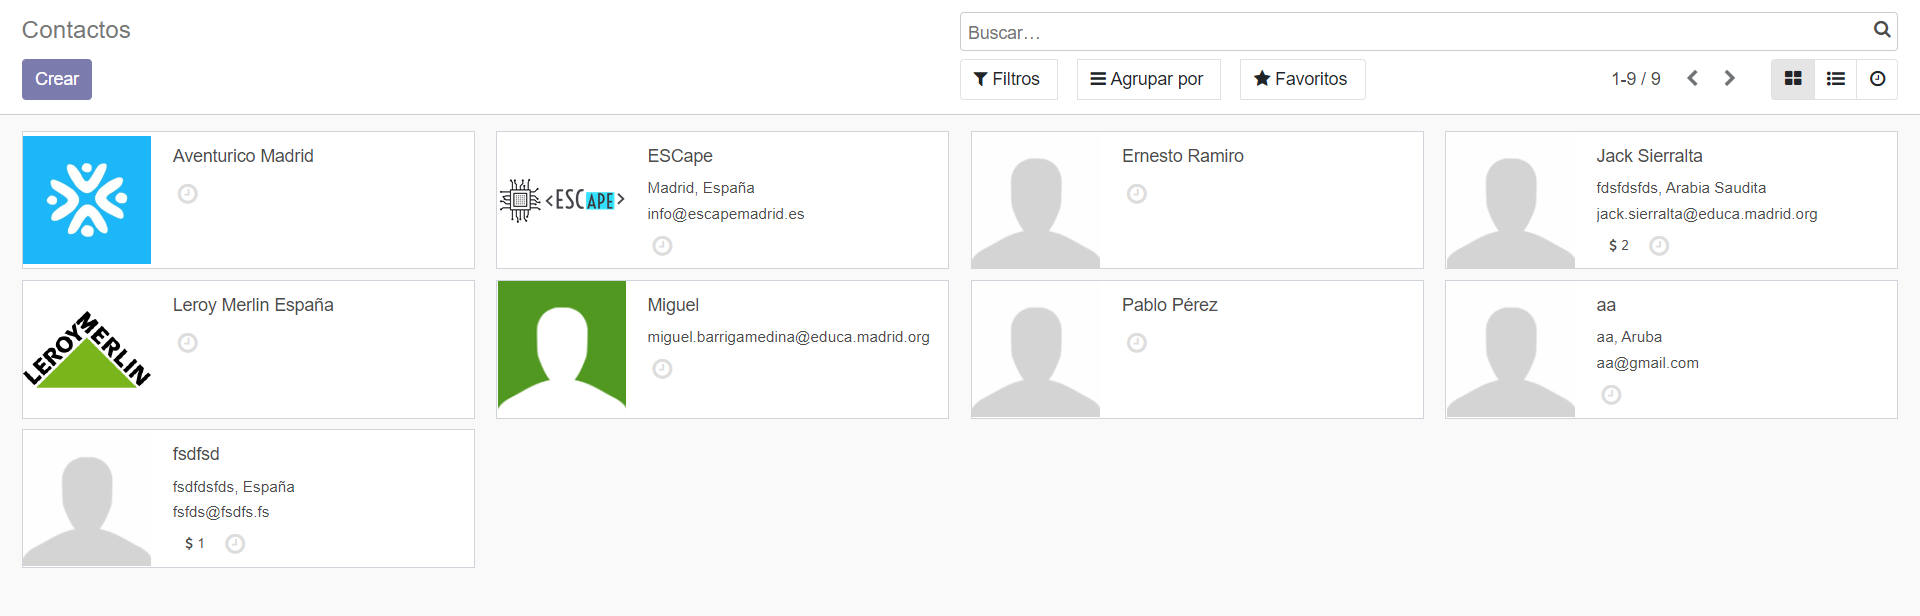 Contactos
Buscar…
Crear
Filtros
Agrupar por
Favoritos
1-9 / 9
Aventurico Madrid
<ESCAPE>
ESCape
Madrid, España
info@escapemadrid.es
Ernesto Ramiro
Jack Sierralta
fdsfdsfds, Arabia Saudita
jack.sierralta@educa.madrid.org
$ 2
LEROY MERLIN
Leroy Merlin España
Miguel
miguel.barrigamedina@educa.madrid.org
Pablo Pérez
aa
aa, Aruba
aa@gmail.com
fsdfsd
fsdfdsfds, España
fsfds@fsdfs.fs
$ 1